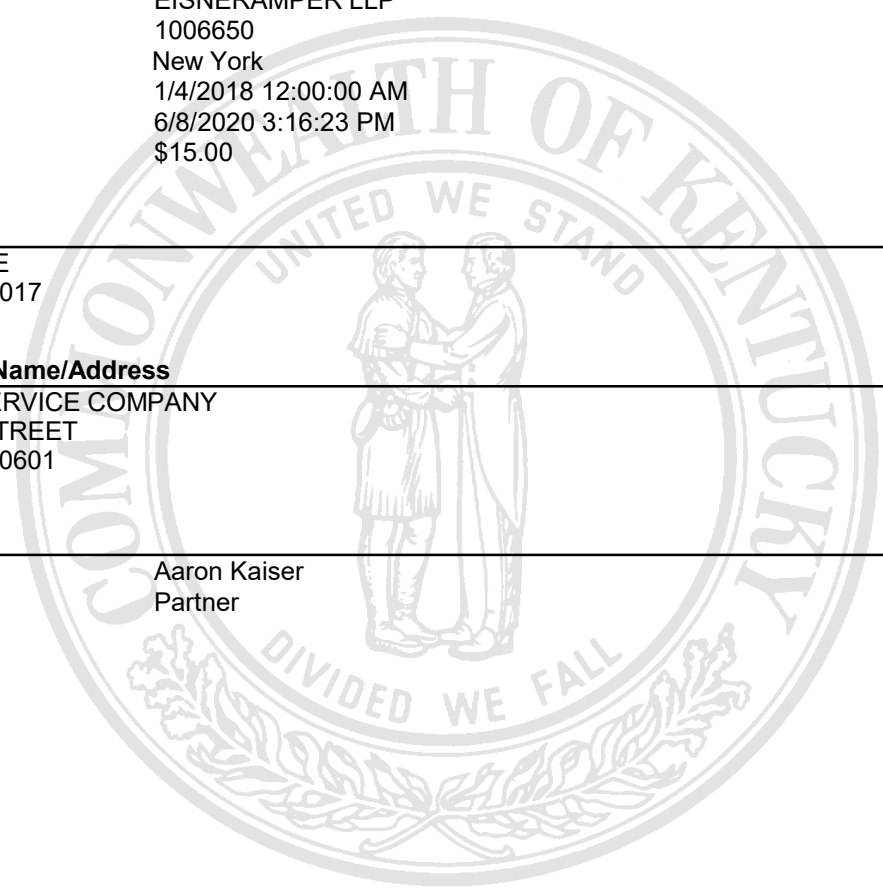 EISNERAMPER LLP
1006650
New York
1/4/2018 12:00:00 AM
6/8/2020 3:16:23 PM
$15.00
E
017
Name/Address
ERVICE COMPANY
TREET
0601
Aaron Kaiser
Partner
COMMONWEALTH OF KENTUCKY
UNITED WE STAND
DIVIDED WE FALL